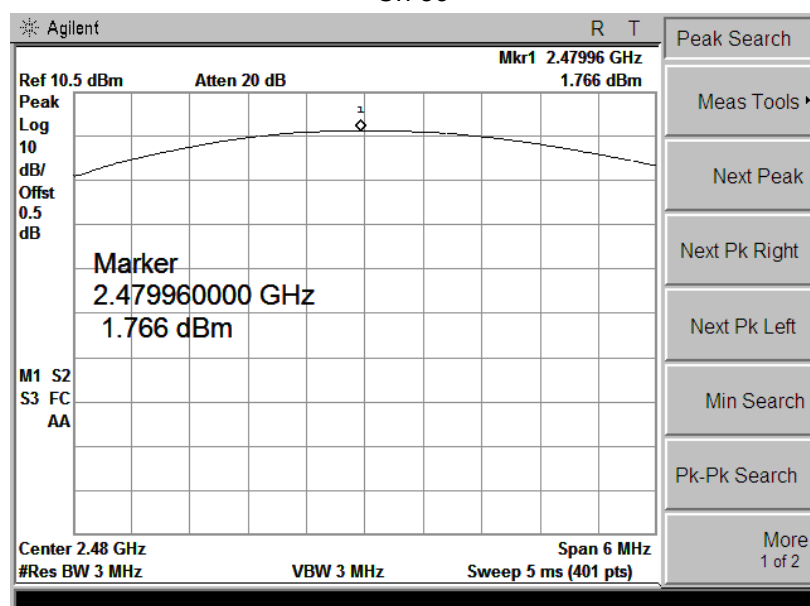 Agilent R T
Mkr1 2.47996 GHz
Ref 10.5 dBm Atten 20 dB 1.766 dBm
Peak
Log
10
dB/
Offst
0.5
dB
1
Marker
2.479960000 GHz
1.766 dBm
M1 S2
S3 FC
AA
Center 2.48 GHz Span 6 MHz
#Res BW 3 MHz VBW 3 MHz Sweep 5 ms (401 pts)
Peak Search
Meas Tools
Next Peak
Next Pk Right
Next Pk Left
Min Search
Pk-Pk Search
More
1 of 2